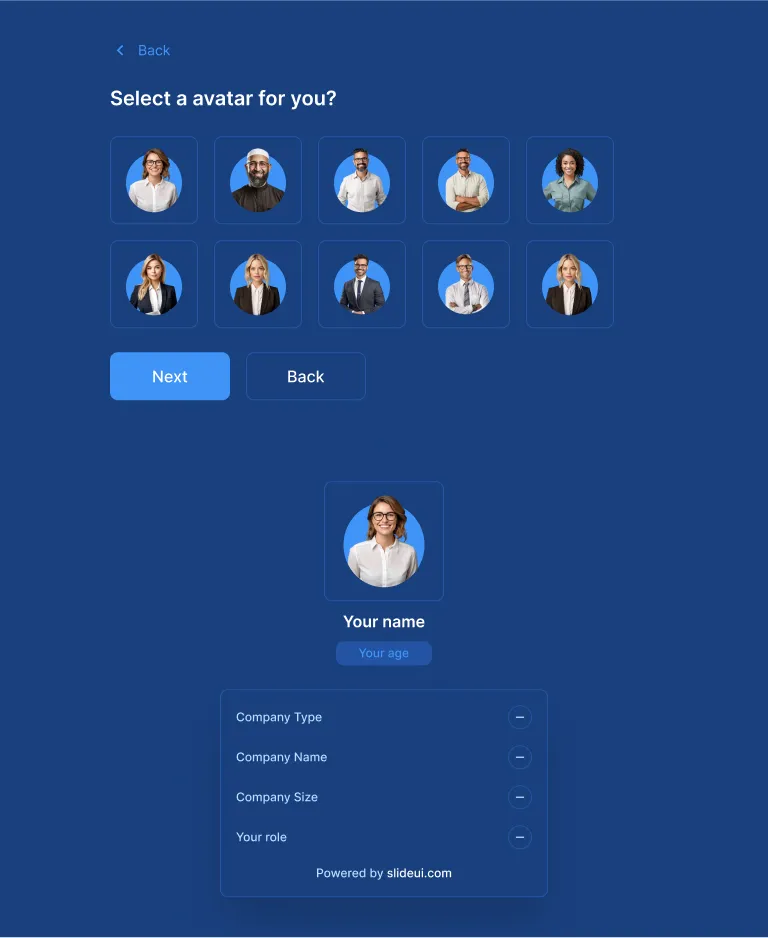 Back
Select a avatar for you?
Next
Back
Your name
Your age
Company Type
Company Name
Company Size
Your role
Powered by slideui.com